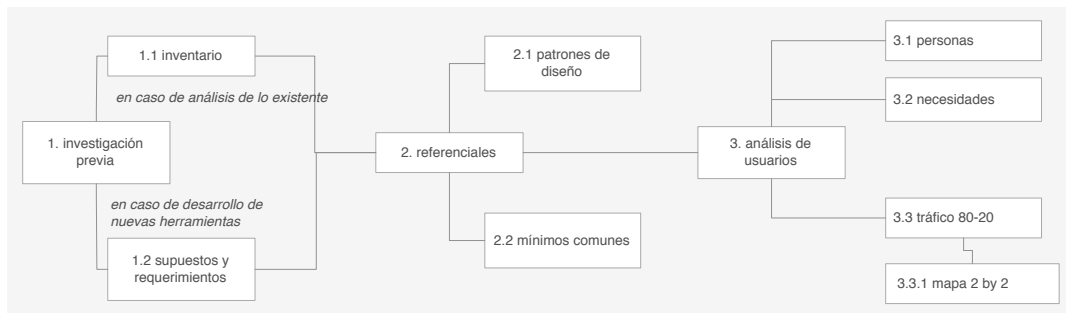 1.1 inventario
en caso de análisis de lo existente
1. investigación
previa
en caso de desarrollo de
nuevas herramientas
1.2 supuestos y
requerimientos
2.1 patrones de
diseño
2. referenciales
2.2 mínimos comunes
3. análisis de
usuarios
3.1 personas
3.2 necesidades
3.3 tráfico 80-20
3.3.1 mapa 2 by 2